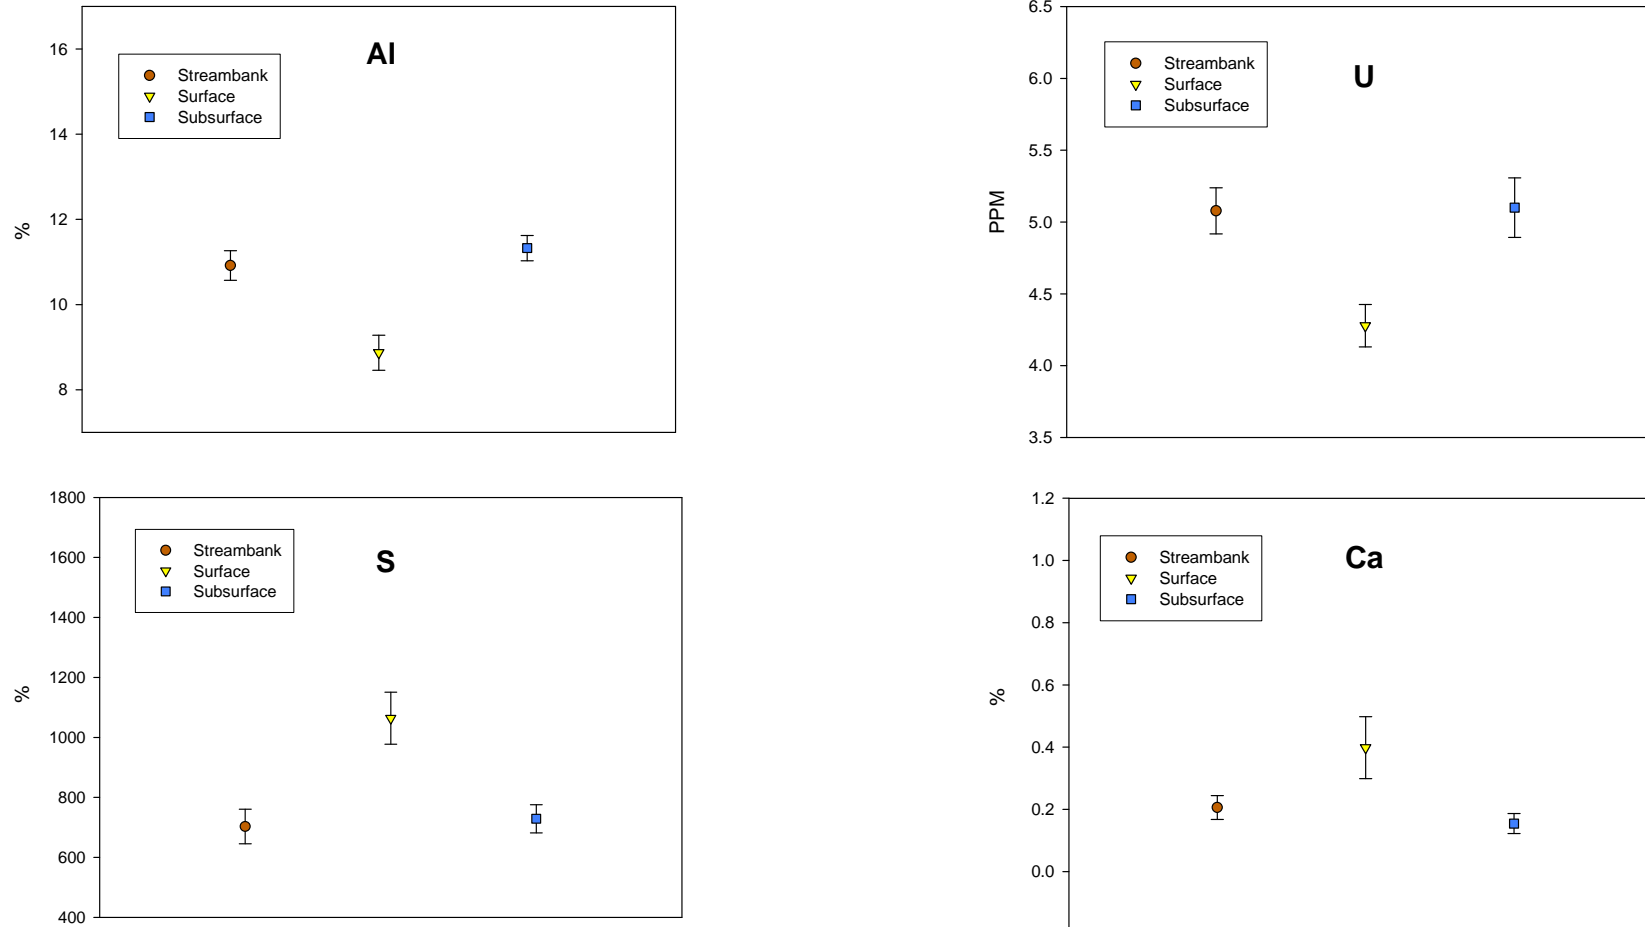 Al
16
14
12
10
8
%
Streambank
Surface
Subsurface
U
6.5
6.0
5.5
5.0
4.5
4.0
3.5
PPM
Streambank
Surface
Subsurface
S
1800
1600
1400
1200
1000
800
600
400
%
Streambank
Surface
Subsurface
Ca
1.2
1.0
0.8
0.6
0.4
0.2
0.0
%
Streambank
Surface
Subsurface